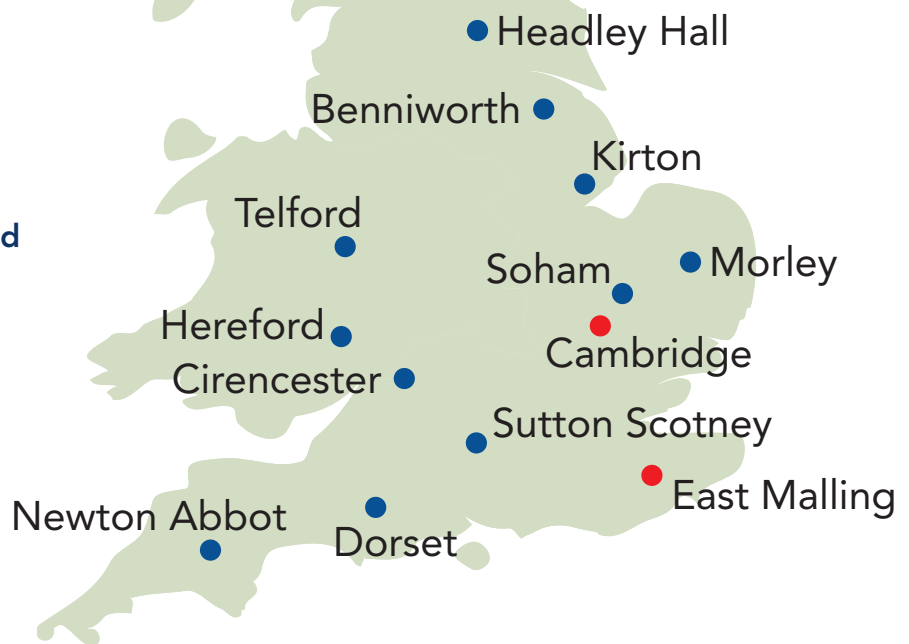 Headley Hall
Benniworth
Kirton
Telford
d
Morley
Soham
Hereford
Cambridge
Cirencester
Sutton Scotney
East Malling
Newton Abbot
Dorset